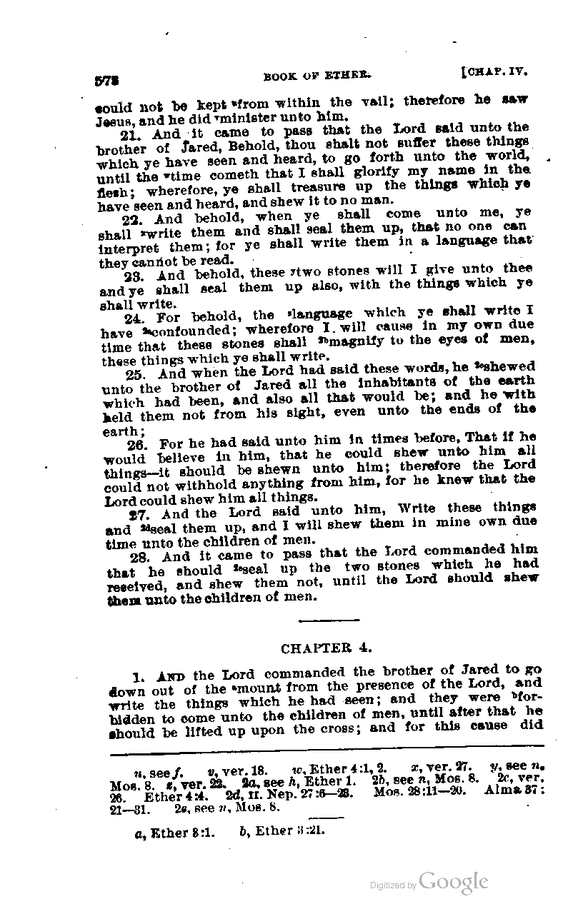 572 BOOK OF ETHER. [CHAP. IV.
could not be kept ᵘfrom within the vail; therefore he saw
Jesus, and he did ᵛminister unto him.
21. And it came to pass that the Lord said unto the
brother of Jared, Behold, thou shalt not suffer these things
which ye have seen and heard, to go forth unto the world,
until the ʷtime cometh that I shall glorify my name in the
flesh; wherefore, ye shall treasure up the things which ye
have seen and heard, and shew it to no man.
22. And behold, when ye shall come unto me, ye
shall ˣwrite them and shall seal them up, that no one can
interpret them; for ye shall write them in a language that
they cannot be read.
23. And behold, these ʸtwo stones will I give unto thee
and ye shall seal them up also, with the things which ye
shall write.
24. For behold, the ᶻlanguage which ye shall write I
have ²ᵃconfounded; wherefore I will cause in my own due
time that these stones shall ²ᵇmagnify to the eyes of men,
these things which ye shall write.
25. And when the Lord had said these words, he ²ᶜshewed
unto the brother of Jared all the inhabitants of the earth
which had been, and also all that would be; and he with
held them not from his sight, even unto the ends of the
earth;
26. For he had said unto him in times before, That if he
would believe in him, that he could shew unto him all
things—it should be shewn unto him; therefore the Lord
could not withhold anything from him, for he knew that the
Lord could shew him all things.
27. And the Lord said unto him, Write these things
and ²ᵈseal them up, and I will shew them in mine own due
time unto the children of men.
28. And it came to pass that the Lord commanded him
that he should ²ᵉseal up the two stones which he had
received, and shew them not, until the Lord should shew
them unto the children of men.
CHAPTER 4.
1. AND the Lord commanded the brother of Jared to go
down out of the ᵃmount from the presence of the Lord, and
write the things which he had seen; and they were ᵇfor-
bidden to come unto the children of men, until after that he
should be lifted up upon the cross; and for this cause did
u, see f. v, ver. 18. w, Ether 4:1, 2. x, ver. 27. y, see n,
Mos. 8. z, ver. 22. 2a, see h, Ether 1. 2b, see n, Mos. 8. 2c, ver.
26. Ether 4:4. 2d, II. Nep. 27:6—23. Mos. 28:11—20. Alma 37:
21—31. 2e, see n, Mos. 8.
a, Ether 3:1. b, Ether 3:21.
Digitized by Google